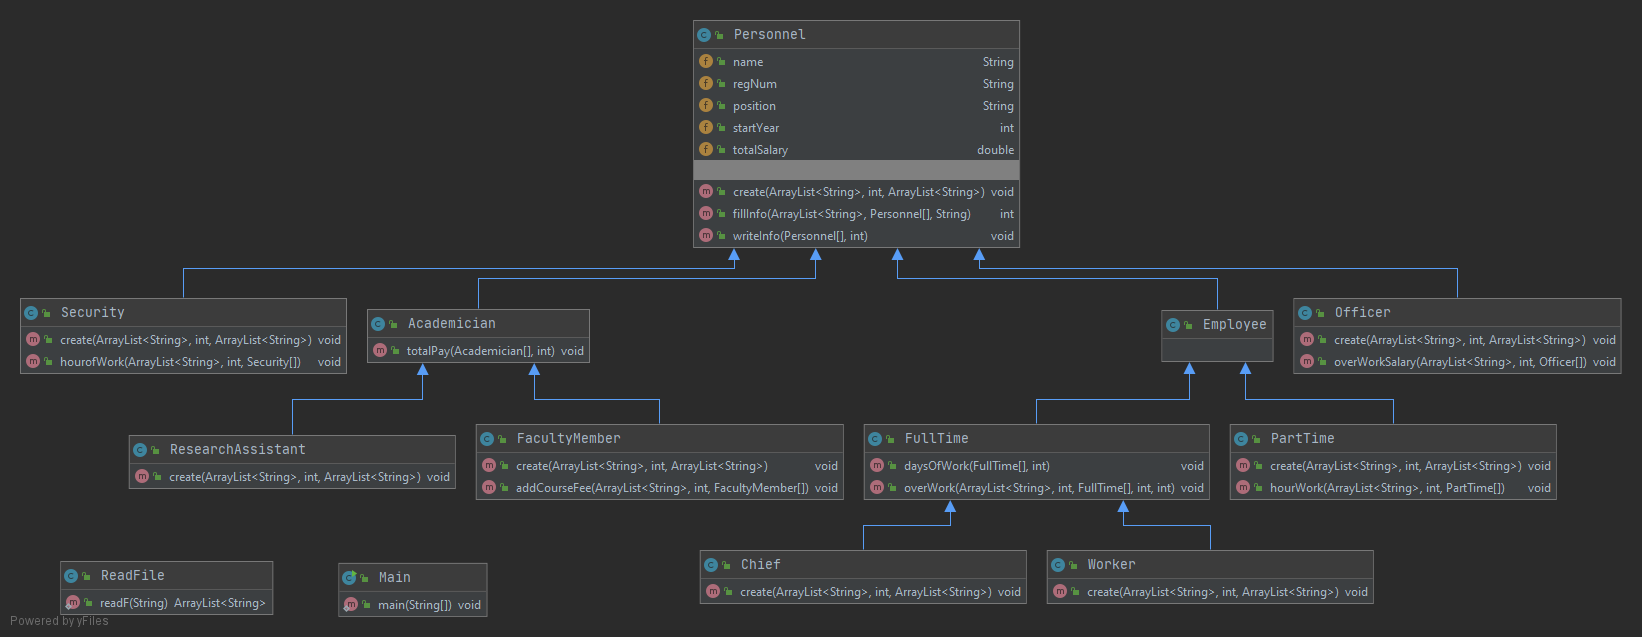 Personnel
name String
regNum String
position String
startYear int
totalSalary double
create(ArrayList<String>, int, ArrayList<String>) void
fillInfo(ArrayList<String>, Personnel[], String) int
writeInfo(Personnel[], int) void
Security
create(ArrayList<String>, int, ArrayList<String>) void
hourofWork(ArrayList<String>, int, Security[]) void
Academician
totalPay(Academician[], int) void
Employee
Officer
create(ArrayList<String>, int, ArrayList<String>) void
overWorkSalary(ArrayList<String>, int, Officer[]) void
ResearchAssistant
create(ArrayList<String>, int, ArrayList<String>) void
FacultyMember
create(ArrayList<String>, int, ArrayList<String>) void
addCourseFee(ArrayList<String>, int, FacultyMember[]) void
FullTime
daysOfWork(FullTime[], int) void
overWork(ArrayList<String>, int, FullTime[], int, int) void
PartTime
create(ArrayList<String>, int, ArrayList<String>) void
hourWork(ArrayList<String>, int, PartTime[]) void
ReadFile
readF(String) ArrayList<String>
Main
main(String[]) void
Chief
create(ArrayList<String>, int, ArrayList<String>) void
Worker
create(ArrayList<String>, int, ArrayList<String>) void
Powered by yFiles